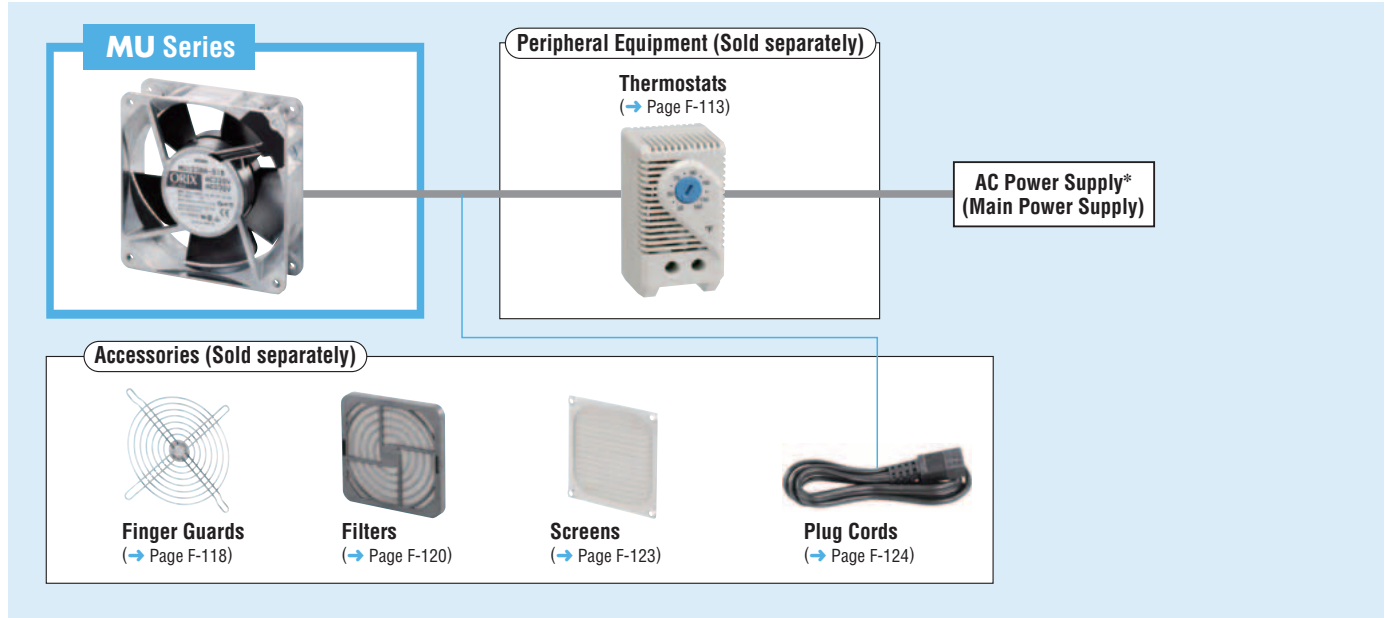 MU Series
ORIX
Peripheral Equipment (Sold separately)
Thermostats
(→ Page F-113)
AC Power Supply*
(Main Power Supply)
Accessories (Sold separately)
Finger Guards
(→ Page F-118)
Filters
(→ Page F-120)
Screens
(→ Page F-123)
Plug Cords
(→ Page F-124)